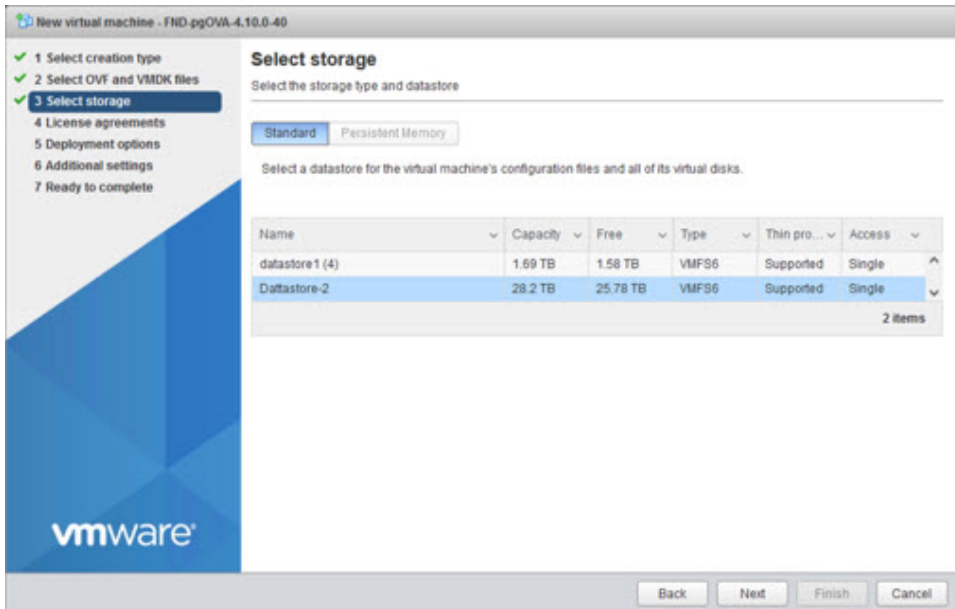 New virtual machine - FND-pgOVA-4.10.0-40
1 Select creation type
2 Select OVF and VMDK files
3 Select storage
4 License agreements
5 Deployment options
6 Additional settings
7 Ready to complete
vmware®
Select storage
Select the storage type and datastore
Standard Persistent Memory
Select a datastore for the virtual machine's configuration files and all of its virtual disks.
Name Capacity Free Type Thin pro... Access
datastore1 (4) 1.69 TB 1.58 TB VMFS6 Supported Single
Dattastore-2 28.2 TB 25.78 TB VMFS6 Supported Single
2 items
Back Next Finish Cancel